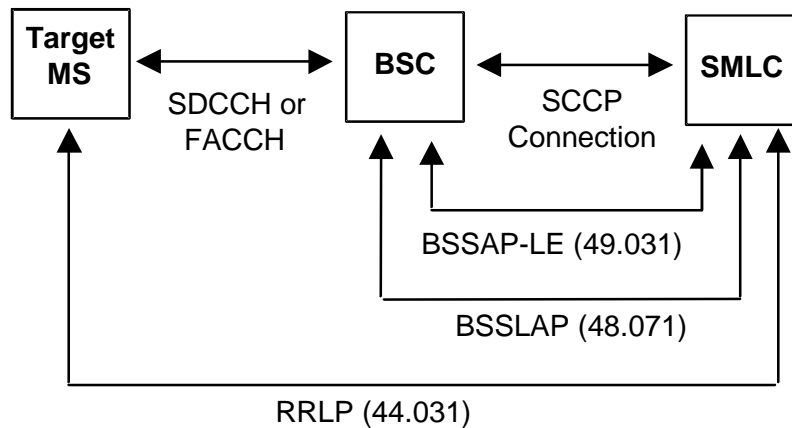 Target
MS
BSC
SMLC
SDCCH or
FACCH
SCCP
Connection
BSSAP-LE (49.031)
BSSLAP (48.071)
RRLP (44.031)